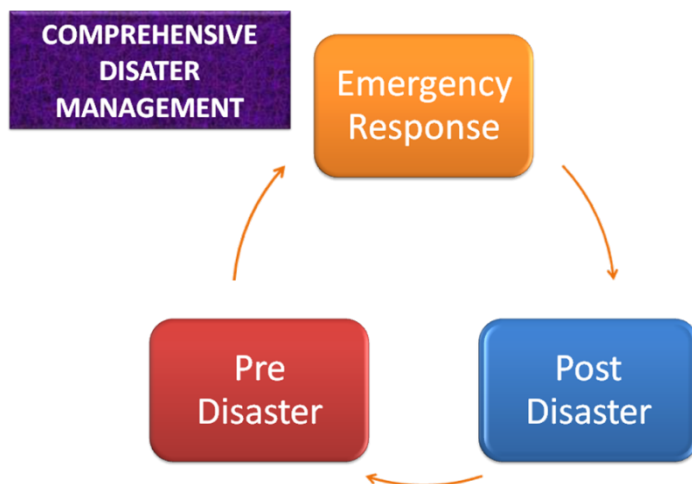 COMPREHENSIVE
DISATER
MANAGEMENT
Emergency
Response
Pre
Disaster
Post
Disaster